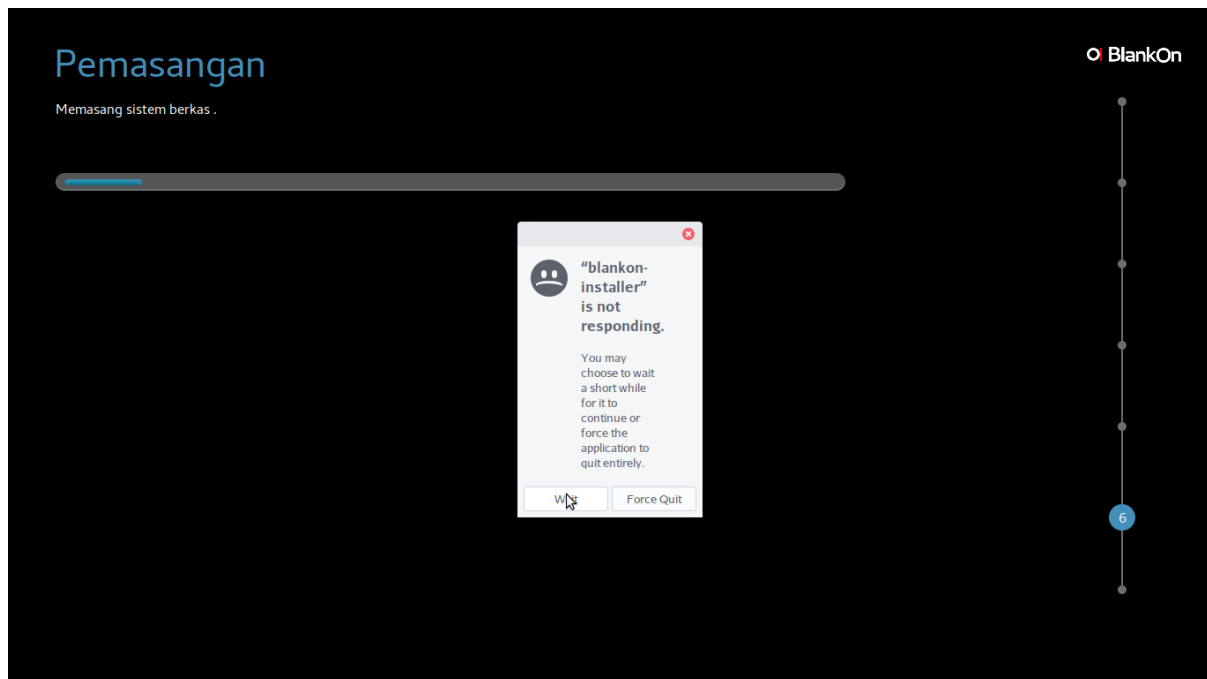 Pemasangan
BlankOn
Memasang sistem berkas .
“blankon-
installer”
is not
responding.
You may
choose to wait
a short while
for it to
continue or
force the
application to
quit entirely.
Wait
Force Quit
6